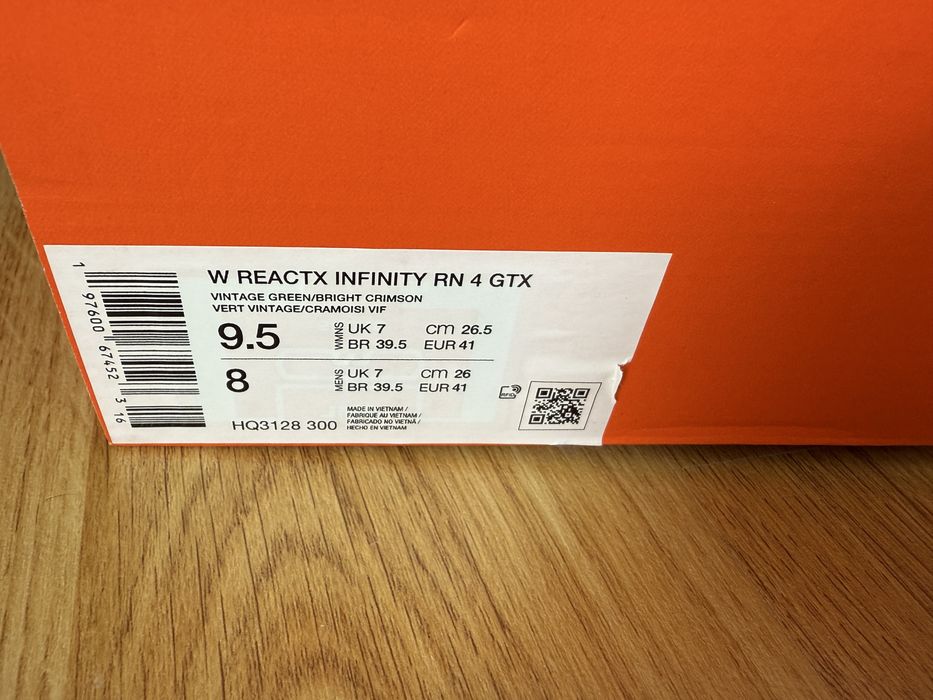 W REACTX INFINITY RN 4 GTX
VINTAGE GREEN/BRIGHT CRIMSON
VERT VINTAGE/CRAMOISI VIF
9.5 WMNS UK 7 CM 26.5
BR 39.5 EUR 41
8 MENS UK 7 CM 26
BR 39.5 EUR 41
HQ3128 300
MADE IN VIETNAM /
FABRIQUE AU VIETNAM /
FABRICADO NO VIETNÃ /
HECHO EN VIETNAM
RFID
1 97600 67452 3 16